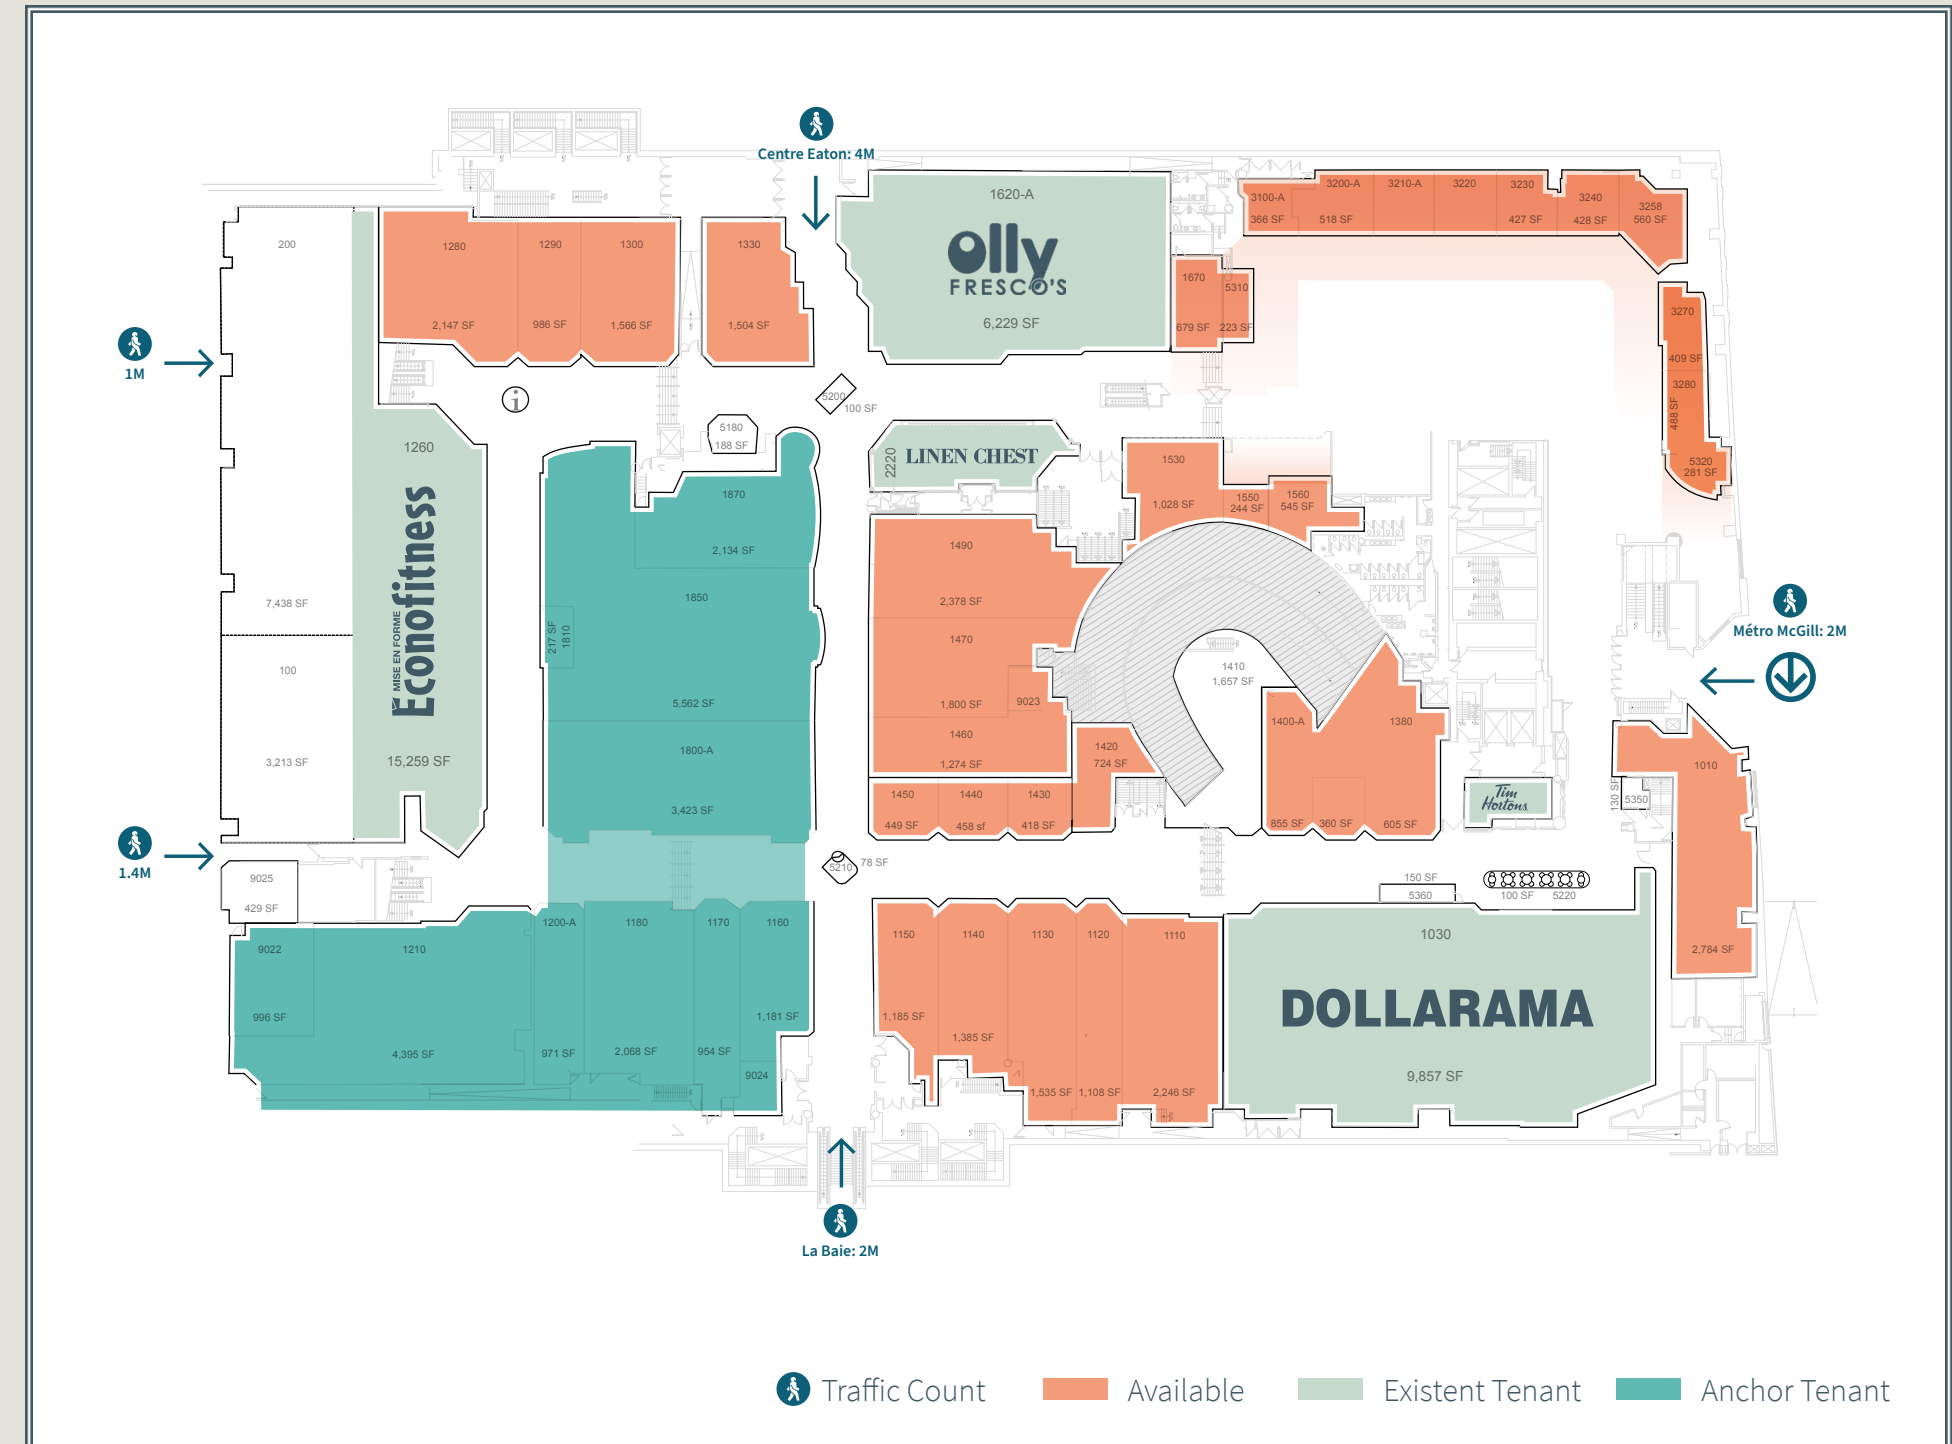 Centre Eaton: 4M
1620-A
olly
FRESCO'S
6,229 SF
3100-A
366 SF
3200-A
518 SF
3210-A
3220
3230
427 SF
3240
428 SF
3258
560 SF
200
7,438 SF
1280
2,147 SF
1290
986 SF
1300
1,566 SF
1330
1,504 SF
1670
679 SF
5310
223 SF
3270
409 SF
3280
488 SF
5320
281 SF
1M
i
5200
100 SF
5180
188 SF
1260
MISE EN FORME
Econofitness
15,259 SF
2220
LINEN CHEST
1530
1,028 SF
1550
244 SF
1560
545 SF
1870
2,134 SF
1850
217 SF
1810
5,562 SF
1800-A
3,423 SF
1490
2,378 SF
1470
1,800 SF
9023
1460
1,274 SF
1410
1,657 SF
1400-A
1380
855 SF
360 SF
605 SF
1420
724 SF
1450
449 SF
1440
458 sf
1430
418 SF
100
3,213 SF
Métro McGill: 2M
1010
2,784 SF
130 SF
5350
Tim
Hortons
1.4M
9025
429 SF
5210
78 SF
150 SF
5360
100 SF
5220
9022
996 SF
1210
4,395 SF
1200-A
971 SF
1180
2,068 SF
1170
954 SF
1160
1,181 SF
9024
1150
1,185 SF
1140
1,385 SF
1130
1,535 SF
1120
1,108 SF
1110
2,246 SF
1030
DOLLARAMA
9,857 SF
La Baie: 2M
Traffic Count
Available
Existent Tenant
Anchor Tenant